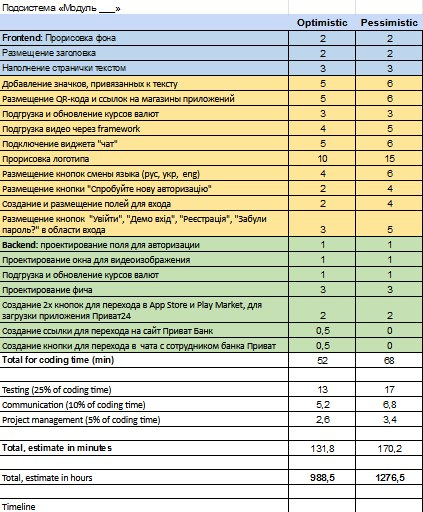 Подсистема «Модуль ___»
Optimistic Pessimistic
Frontend: Прорисовка фона 2 2
Размещение заголовка 2 2
Наполнение странички текстом 3 3
Добавление значков, привязанных к тексту 5 6
Размещение QR-кода и ссылок на магазины приложений 5 6
Подгрузка и обновление курсов валют 3 3
Погрузка видео через framework 4 5
Подключение виджета "чат" 5 6
Прорисовка логотипа 10 15
Размещение кнопок смены языка (рус, укр, eng) 4 6
Размещение кнопки "Спробуйте нову авторизацію" 2 4
Создание и размещение полей для входа 2 4
Размещение кнопок "Увійти", "Демо вхід", "Реєстрація", "Забули
пароль?" в области входа 3 5
Backend: проектирование поля для авторизации 1 1
Проектирование окна для видеоизображения 1 1
Подгрузка и обновление курсов валют 1 1
Проектирование фича 3 3
Создание 2х кнопок для перехода в App Store и Play Market, для
загрузки приложения Приват24 2 2
Создание ссылки для перехода на сайт Приват Банк 0,5 0
Создание кнопки для перехода в чата с сотрудником банка Приват 0,5 0
Total for coding time (min) 52 68
Testing (25% of coding time) 13 17
Communication (10% of coding time) 5,2 6,8
Project management (5% of coding time) 2,6 3,4
Total, estimate in minutes 131,8 170,2
Total, estimate in hours 988,5 1276,5
Timeline